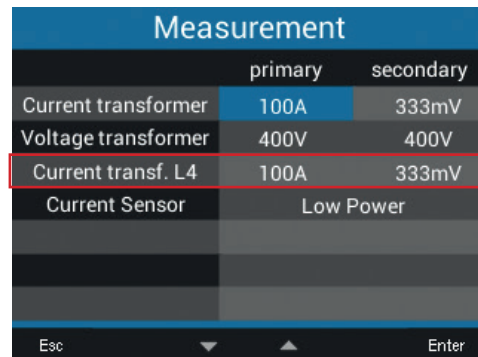 Measurement
primary secondary
Current transformer 100A 333mV
Voltage transformer 400V 400V
Current transf. L4 100A 333mV
Current Sensor Low Power
Esc Enter